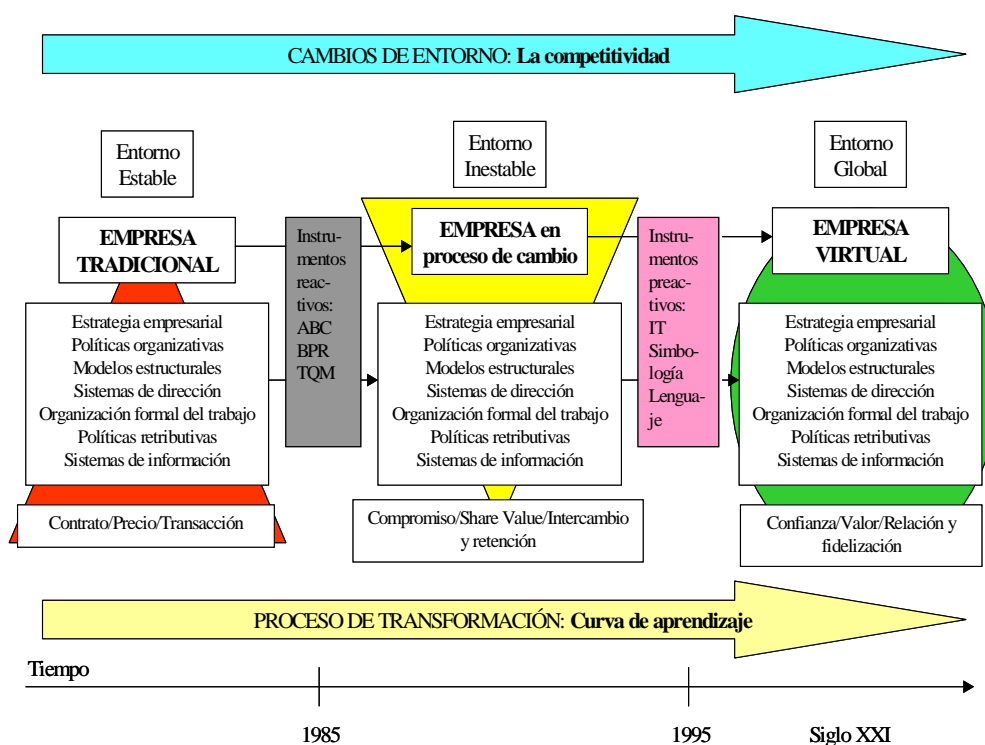 CAMBIOS DE ENTORNO: La competitividad
Entorno
Estable
Entorno
Inestable
Entorno
Global
EMPRESA
TRADICIONAL
Instru-
mentos
reac-
tivos:
ABC
BPR
TQM
EMPRESA en
proceso de cambio
Instru-
mentos
preactivos:
IT
Simbo-
logía
Lengua-
je
EMPRESA
VIRTUAL
Estrategia empresarial
Políticas organizativas
Modelos estructurales
Sistemas de dirección
Organización formal del trabajo
Políticas retributivas
Sistemas de información
Estrategia empresarial
Políticas organizativas
Modelos estructurales
Sistemas de dirección
Organización formal del trabajo
Políticas retributivas
Sistemas de información
Estrategia empresarial
Políticas organizativas
Modelos estructurales
Sistemas de dirección
Organización formal del trabajo
Políticas retributivas
Sistemas de información
Contrato/Precio/Transacción
Compromiso/Share Value/Intercambio
y retención
Confianza/Valor/Relación y
fidelización
PROCESO DE TRANSFORMACIÓN: Curva de aprendizaje
Tiempo
1985
1995
Siglo XXI